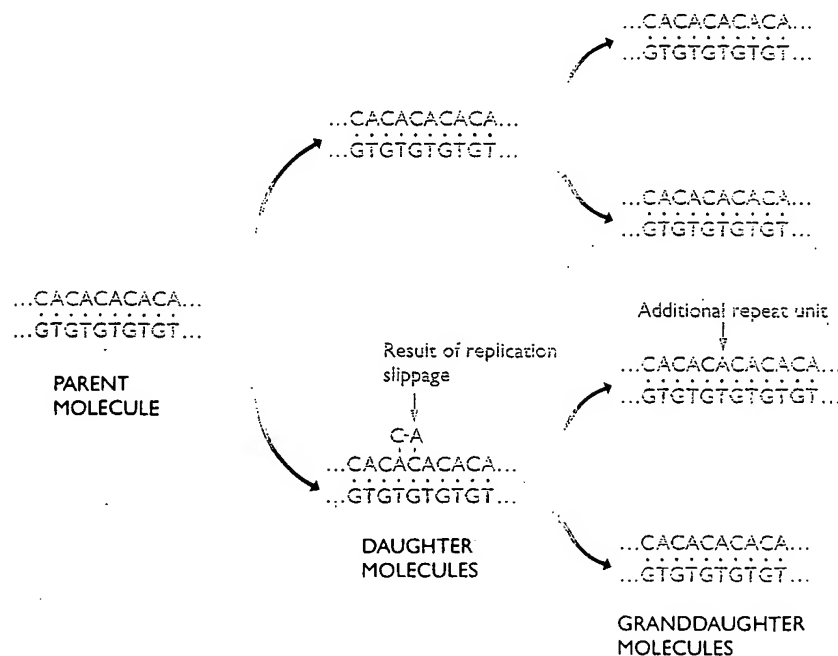 ...CACACACACA
...GTGTGTGTGT
...CACACACACA...
...GTGTGTGTGT...
...CACACACACA...
...GTGTGTGTGT...
...CACACACACA...
...GTGTGTGTGT...
PARENT
MOLECULE
Result of replication
slippage
C-A
...CACACACACA...
...GTGTGTGTGT...
DAUGHTER
MOLECULES
Additional repeat unit
...CACACACACACA...
...GTGTGTGTGTGT...
...CACACACACA...
...GTGTGTGTGT...
GRANDDAUGHTER
MOLECULES